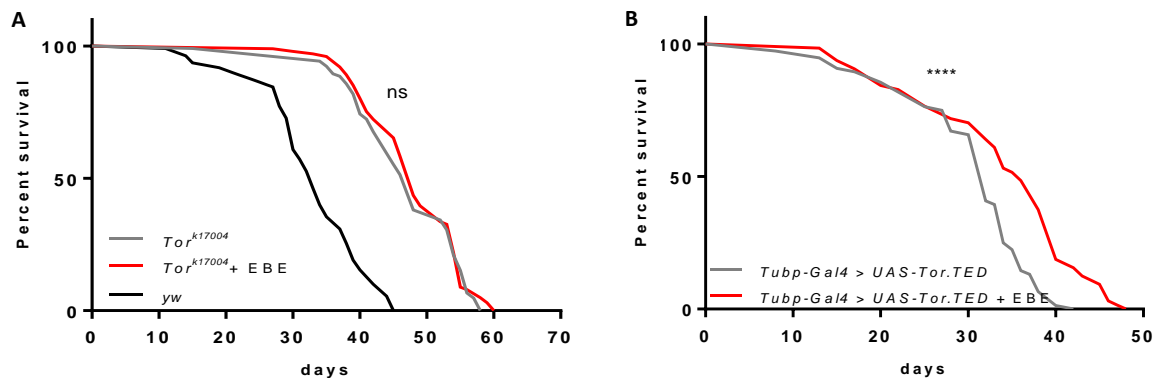 A
Percent survival
100
50
0
ns
Tor^k17004
Tor^k17004 + EBE
yw
0 10 20 30 40 50 60 70
days
B
Percent survival
100
50
0
****
Tubp-Gal4 > UAS-Tor.TED
Tubp-Gal4 > UAS-Tor.TED + EBE
0 10 20 30 40 50
days